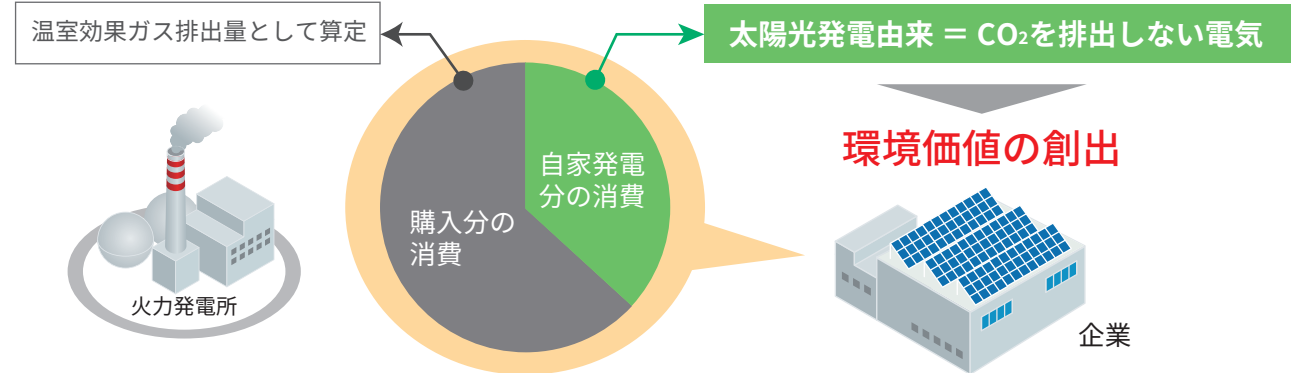 温室効果ガス排出量として算定
太陽光発電由来 = CO₂を排出しない電気
環境価値の創出
自家発電
分の消費
購入分の
消費
火力発電所
企業